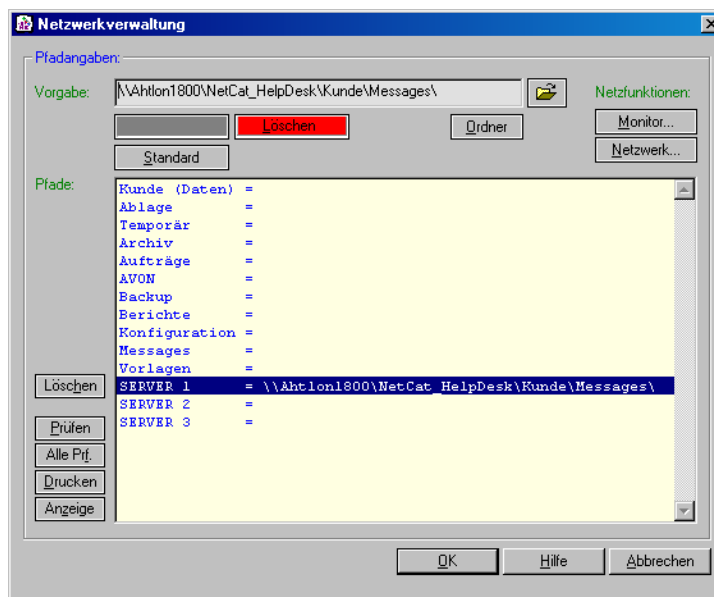 Netzwerkverwaltung
Pfadangaben:
Vorgabe: \\Ahtlon1800\NetCat_HelpDesk\Kunde\Messages\ Netzfunktionen:
Löschen Ordner Monitor...
Standard Netzwerk...
Pfade:
Kunde (Daten) =
Ablage =
Temporär =
Archiv =
Aufträge =
AVON =
Backup =
Berichte =
Konfiguration =
Messages =
Vorlagen =
Löschen SERVER 1 = \\Ahtlon1800\NetCat_HelpDesk\Kunde\Messages\
SERVER 2 =
Prüfen SERVER 3 =
Alle Prf.
Drucken
Anzeige
OK Hilfe Abbrechen